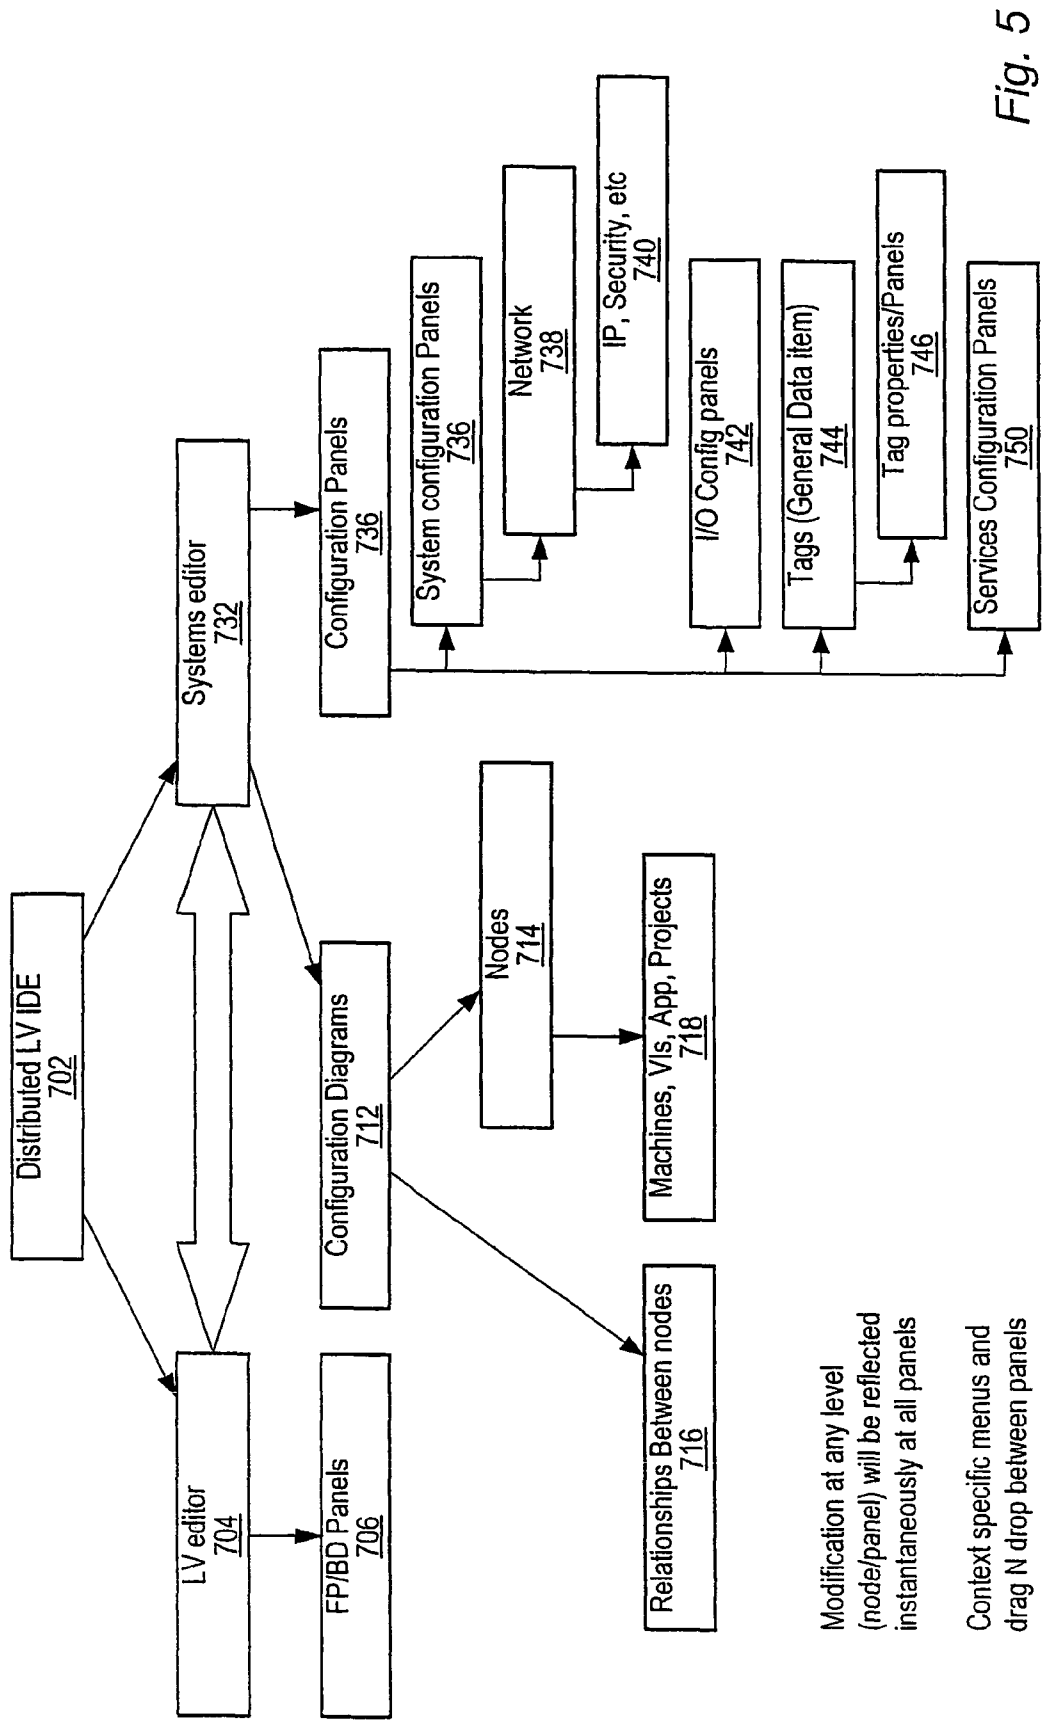 Distributed LV IDE
702
LV editor
704
Systems editor
732
FP/BD Panels
706
Configuration Diagrams
712
Configuration Panels
736
System configuration Panels
736
Nodes
714
Network
738
IP, Security, etc
740
Relationships Between nodes
716
Machines, VIs, App, Projects
718
I/O Config panels
742
Tags (General Data item)
744
Tag properties/Panels
746
Services Configuration Panels
750
Modification at any level
(node/panel) will be reflected
instantaneously at all panels
Context specific menus and
drag N drop between panels
Fig. 5